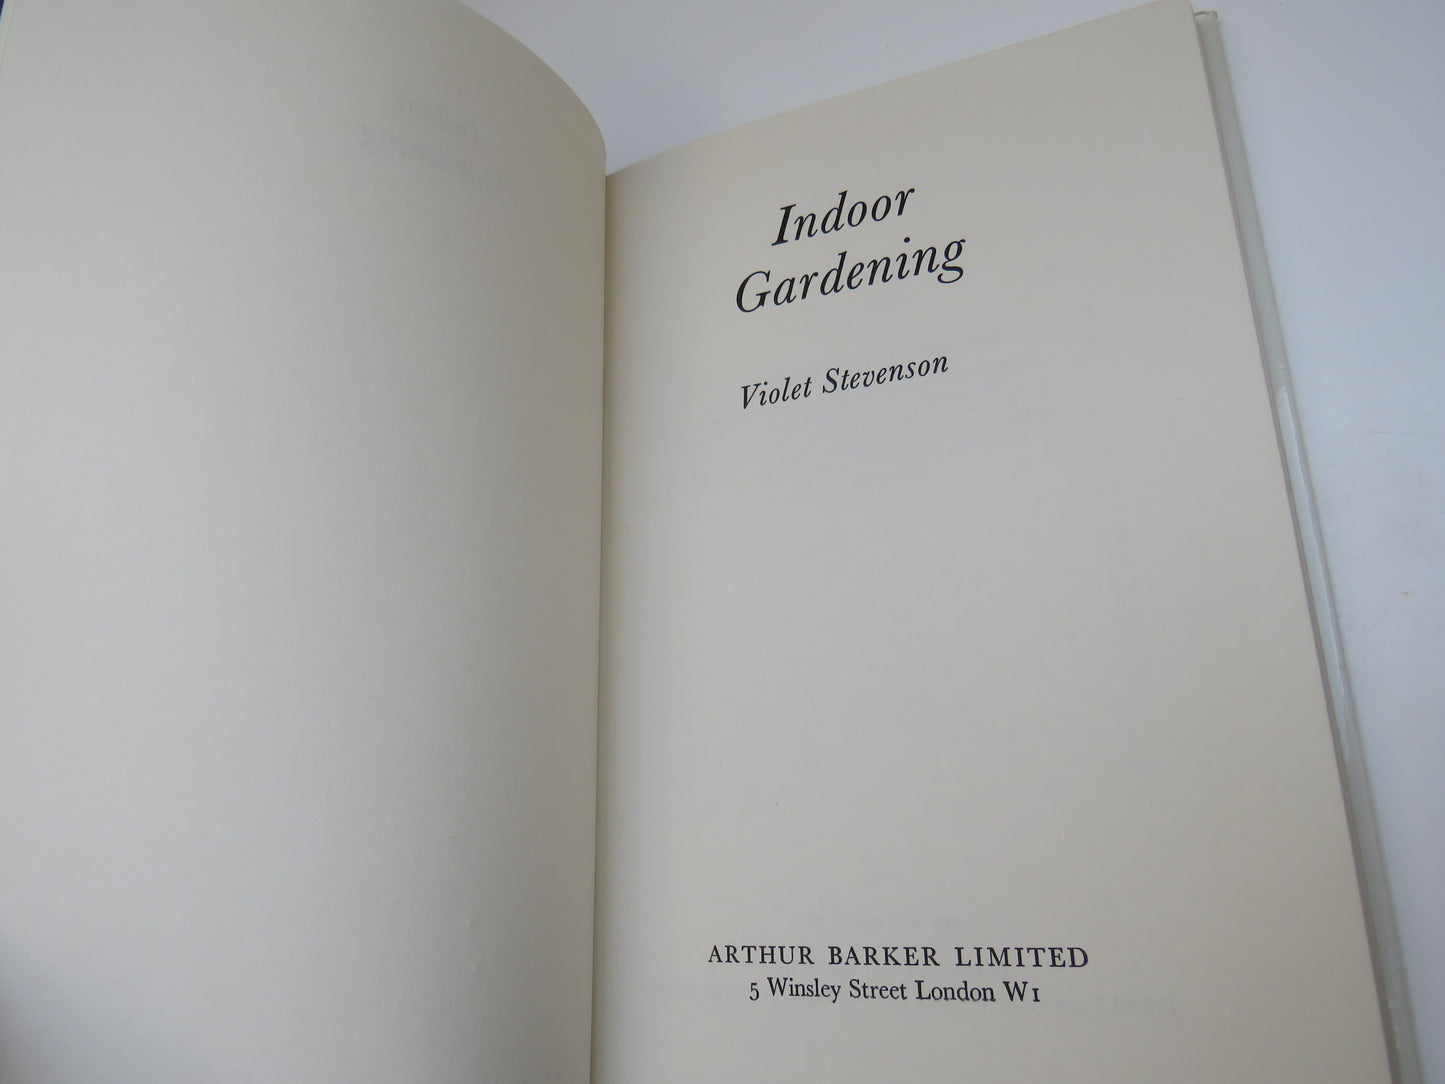 Indoor
Gardening
Violet Stevenson
ARTHUR BARKER LIMITED
5 Winsley Street London W1